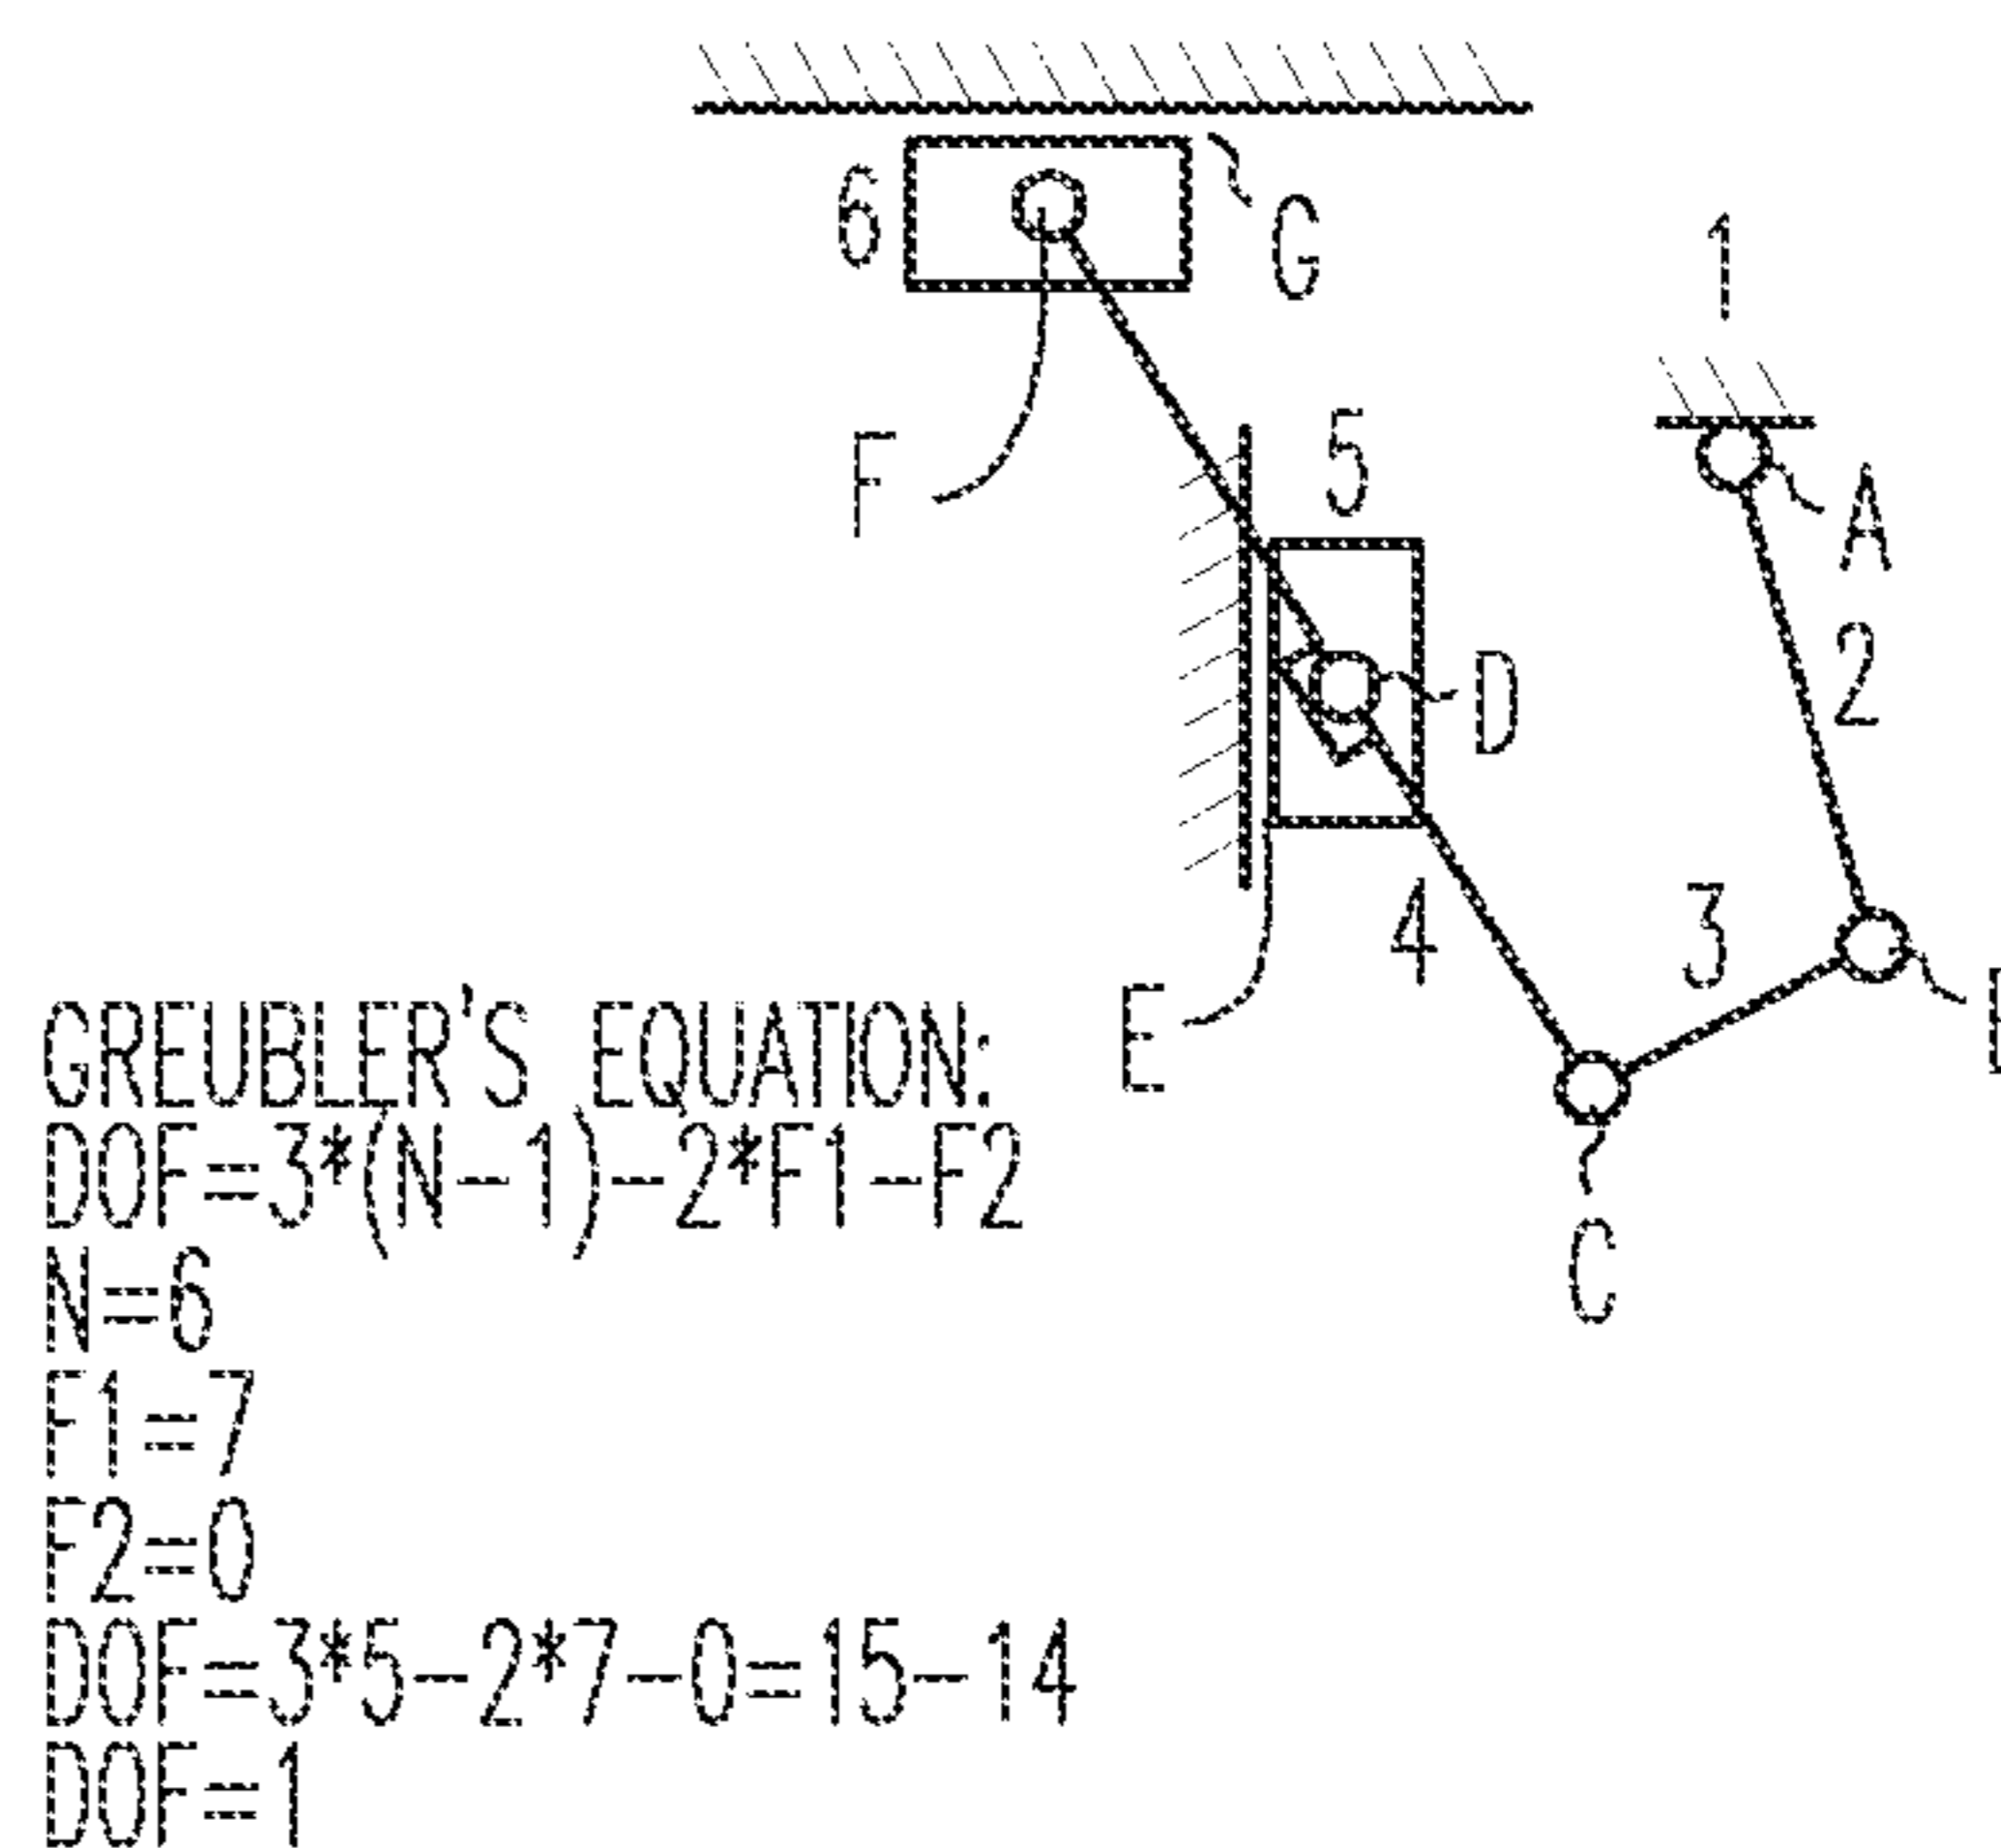 6
G
1
F
5
A
D
2
4
3
E
C
GREUBLER'S EQUATION:
DOF=3*(N-1)-2*F1-F2
N=6
F1=7
F2=0
DOF=3*5-2*7-0=15-14
DOF=1